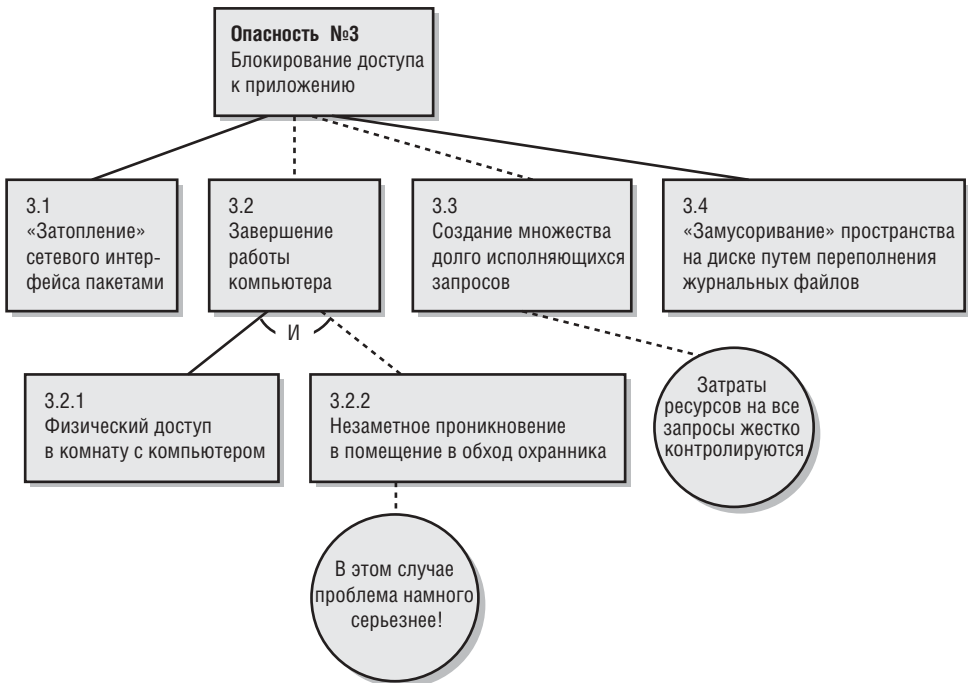 Опасность №3
Блокирование доступа
к приложению
3.1
«Затопление»
сетевого интер-
фейса пакетами
3.2
Завершение
работы
компьютера
3.3
Создание множества
долго исполняющихся
запросов
3.4
«Замусоривание» пространства
на диске путем переполнения
журнальных файлов
И
3.2.1
Физический доступ
в комнату с компьютером
3.2.2
Незаметное проникновение
в помещение в обход охранника
Затраты
ресурсов на все
запросы жестко
контролируются
В этом случае
проблема намного
серьезнее!